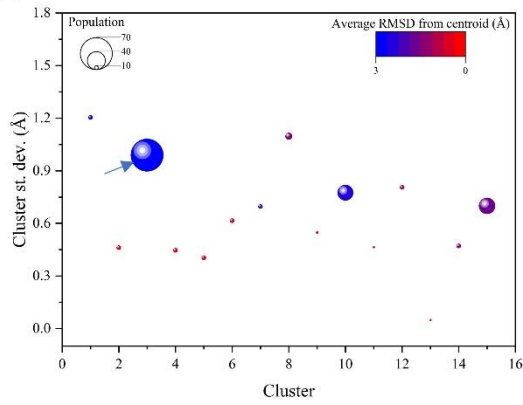 Population
70
40
10
Average RMSD from centroid (Å)
3
0
Cluster st. dev. (Å)
1.8
1.5
1.2
0.9
0.6
0.3
0.0
0 2 4 6 8 10 12 14 16
Cluster